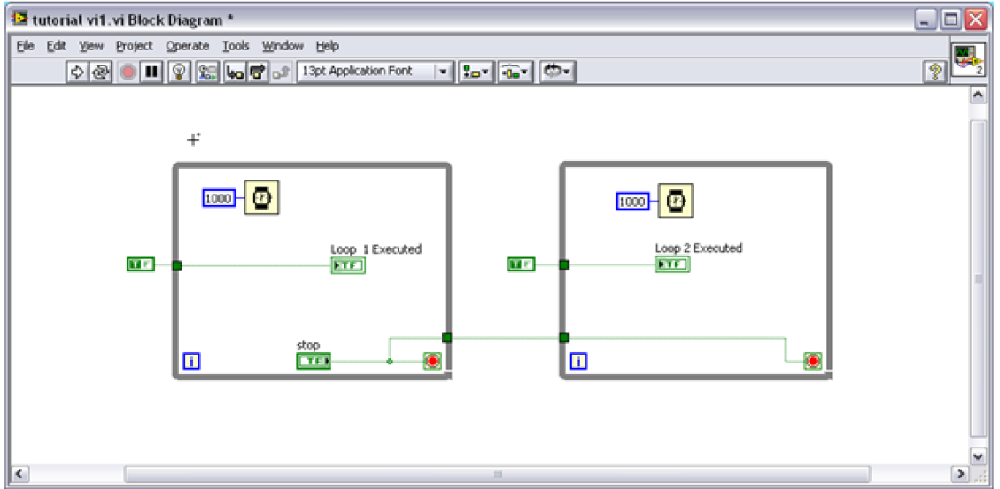 tutorial vi1.vi Block Diagram *
File Edit View Project Operate Tools Window Help
13pt Application Font
2
1000
1000
Loop 1 Executed
Loop 2 Executed
T F
TF
T F
TF
stop
TF
i
i